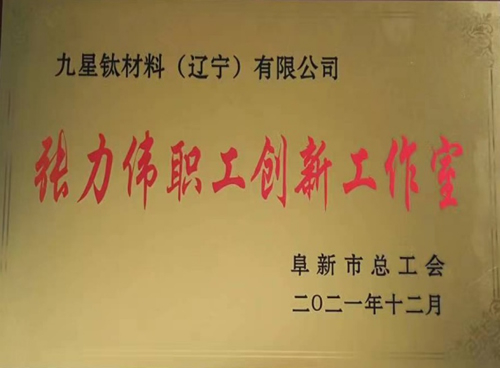 九星钛材料（辽宁）有限公司
张力伟职工创新工作室
阜新市总工会
二〇二一年十二月